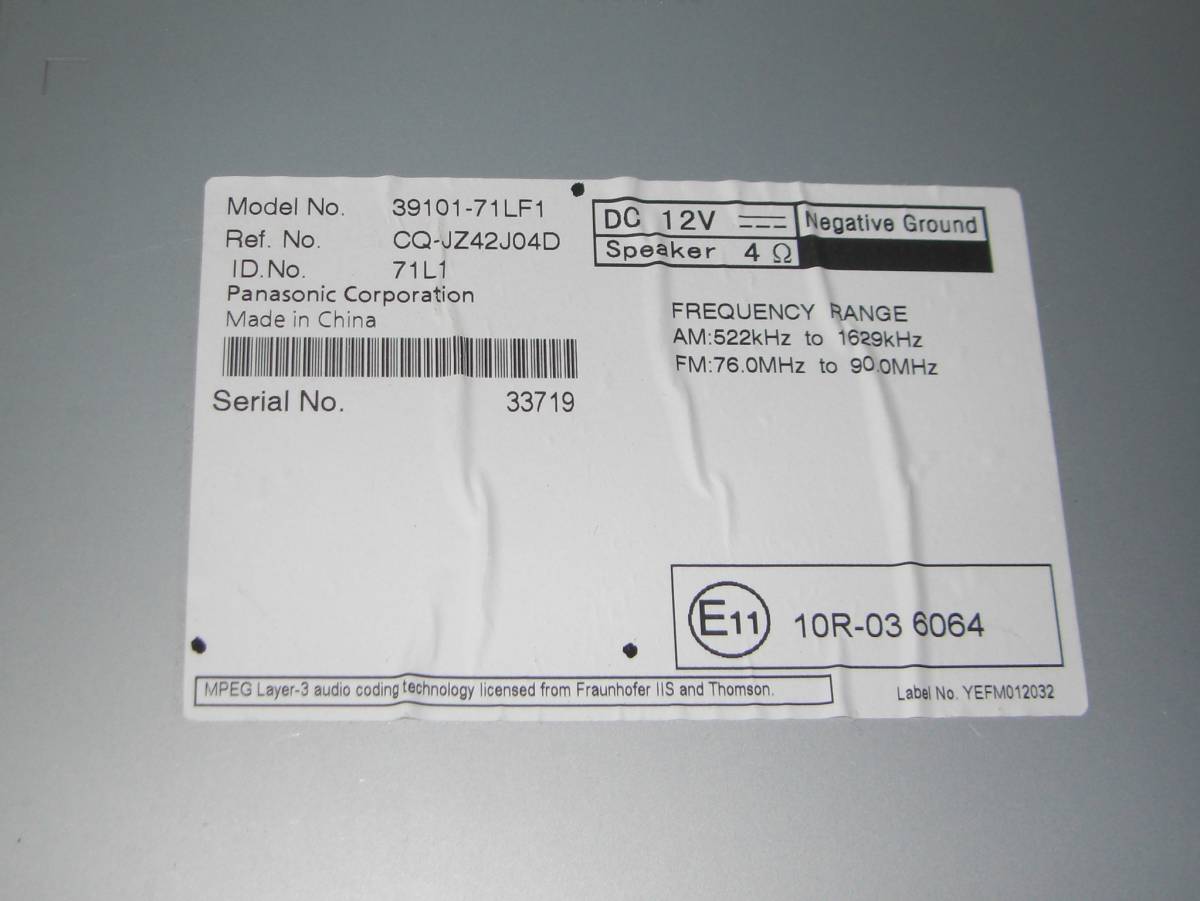 Model No. 39101-71LF1
Ref. No. CQ-JZ42J04D
ID.No. 71L1
Panasonic Corporation
Made in China
Serial No. 33719
DC 12V ⎓ Negative Ground
Speaker 4 Ω
FREQUENCY RANGE
AM:522kHz to 1629kHz
FM:76.0MHz to 90.0MHz
E11 10R-03 6064
MPEG Layer-3 audio coding technology licensed from Fraunhofer IIS and Thomson.
Label No. YEFM012032